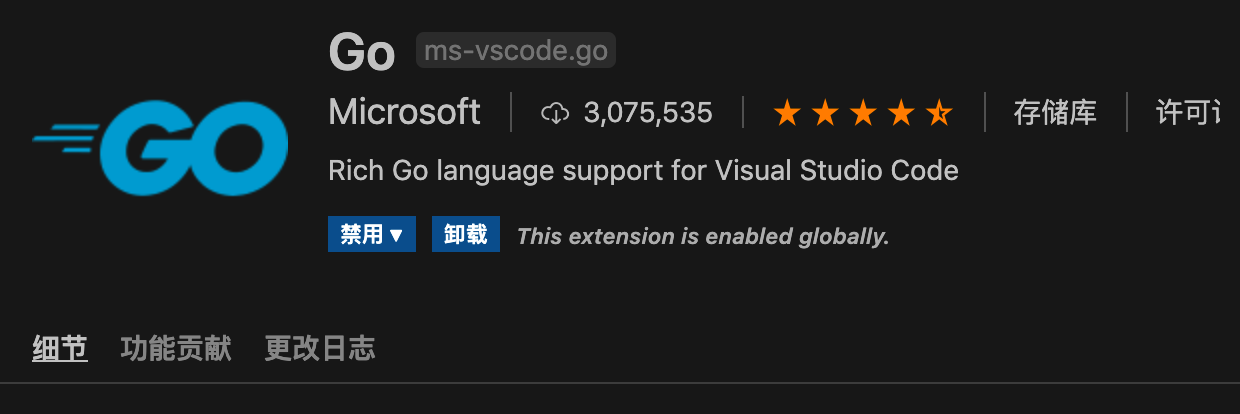 Go ms-vscode.go
GO
Microsoft 3,075,535 存储库 许可
Rich Go language support for Visual Studio Code
禁用 卸载 This extension is enabled globally.
细节 功能贡献 更改日志